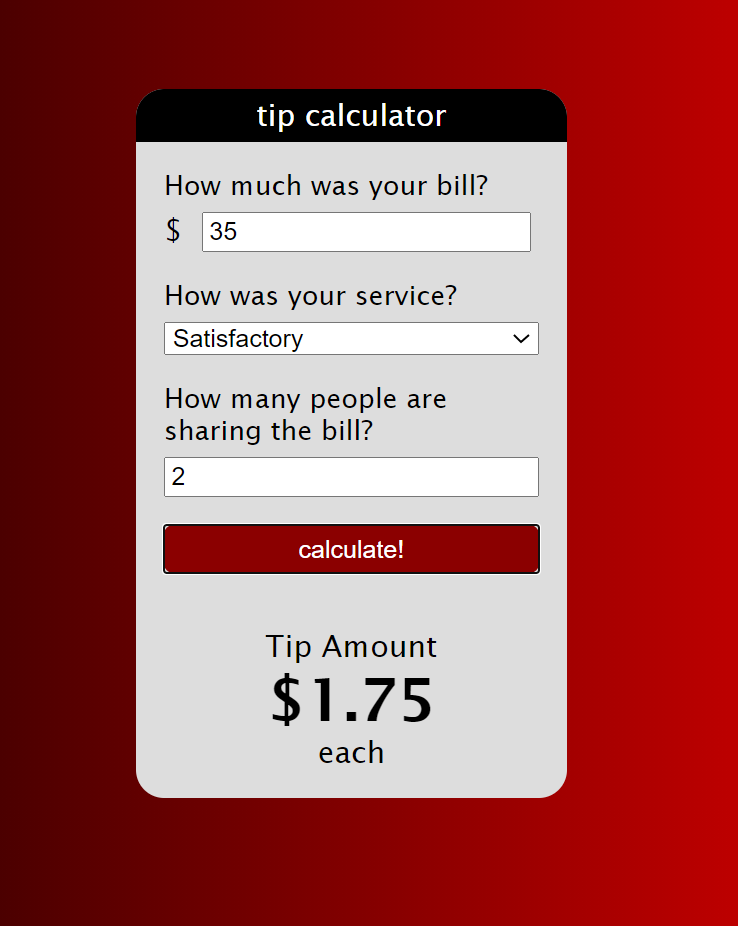 tip calculator
How much was your bill?
$ 35
How was your service?
Satisfactory
How many people are
sharing the bill?
2
calculate!
Tip Amount
$1.75
each